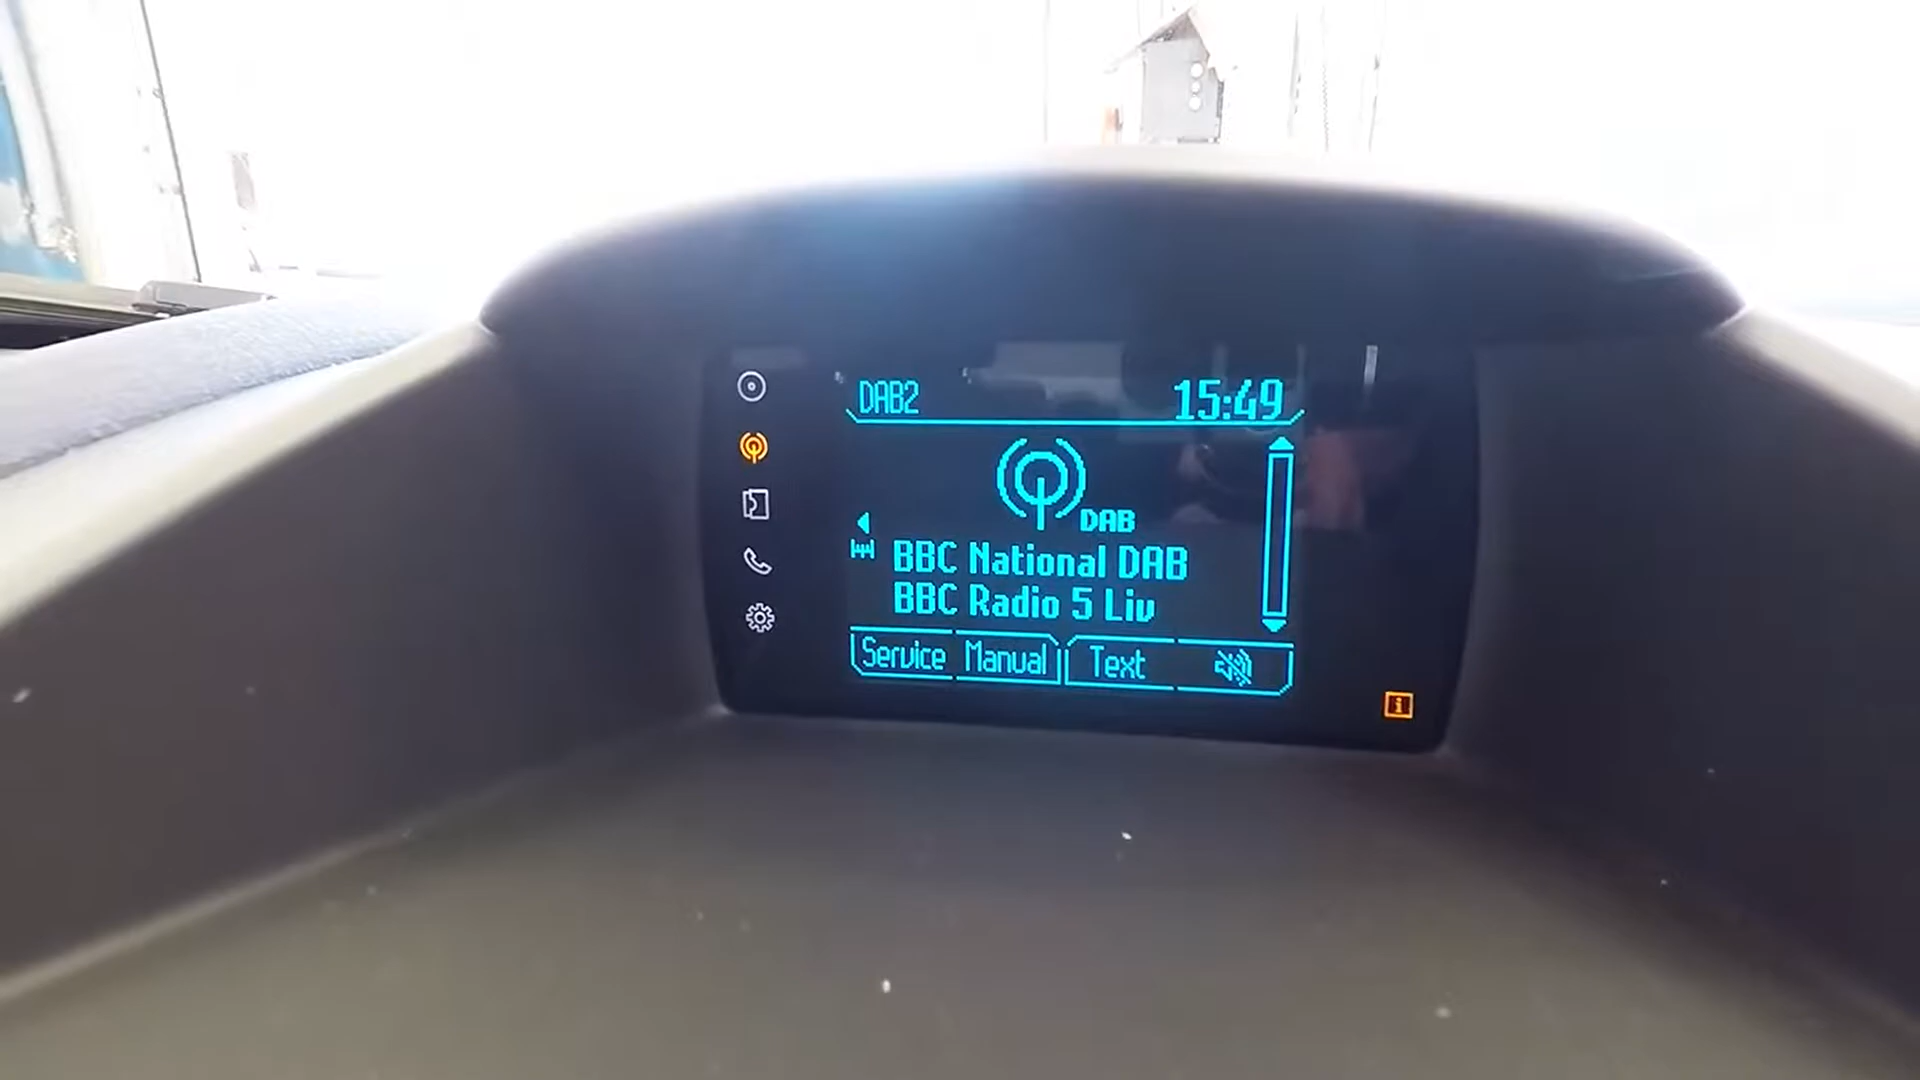 DAB2 15:49
DAB
BBC National DAB
BBC Radio 5 Liv
Service Manual Text
i